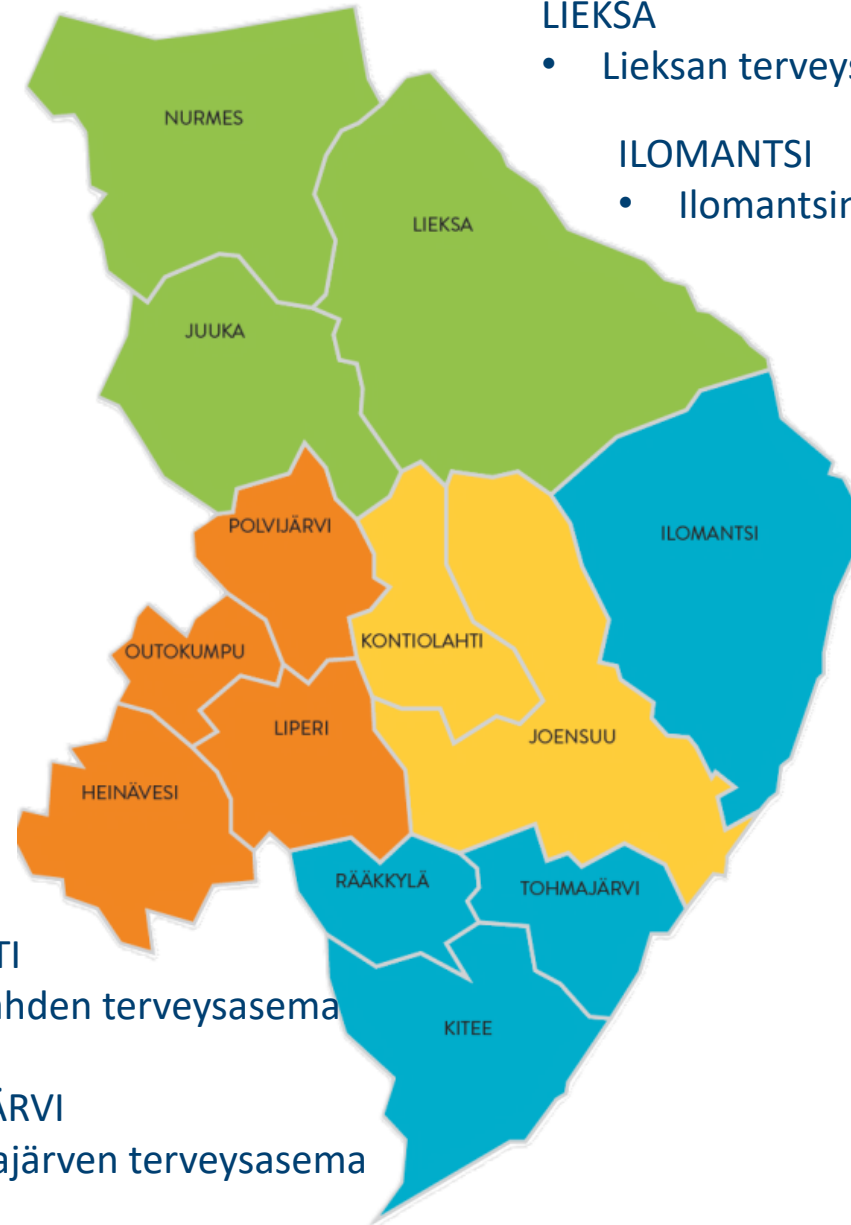 LIEKSA
• Lieksan terveys
ILOMANTSI
• Ilomantsin
NURMES
LIEKSA
JUUKA
POLVIJÄRVI
ILOMANTSI
OUTOKUMPU
KONTIOLAHTI
LIPERI
JOENSUU
HEINÄVESI
RÄÄKKYLÄ
TOHMAJÄRVI
TI
ahden terveysasema
KITEE
ÄRVI
ajärven terveysasema